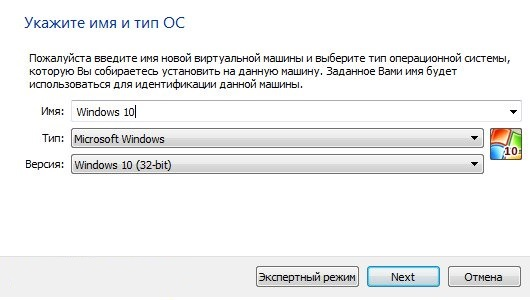 Укажите имя и тип ОС
Пожалуйста введите имя новой виртуальной машины и выберите тип операционной системы,
которую Вы собираетесь установить на данную машину. Заданное Вами имя будет
использоваться для идентификации данной машины.
Имя: Windows 10
Тип: Microsoft Windows
10
Версия: Windows 10 (32-bit)
Экспертный режим Next Отмена